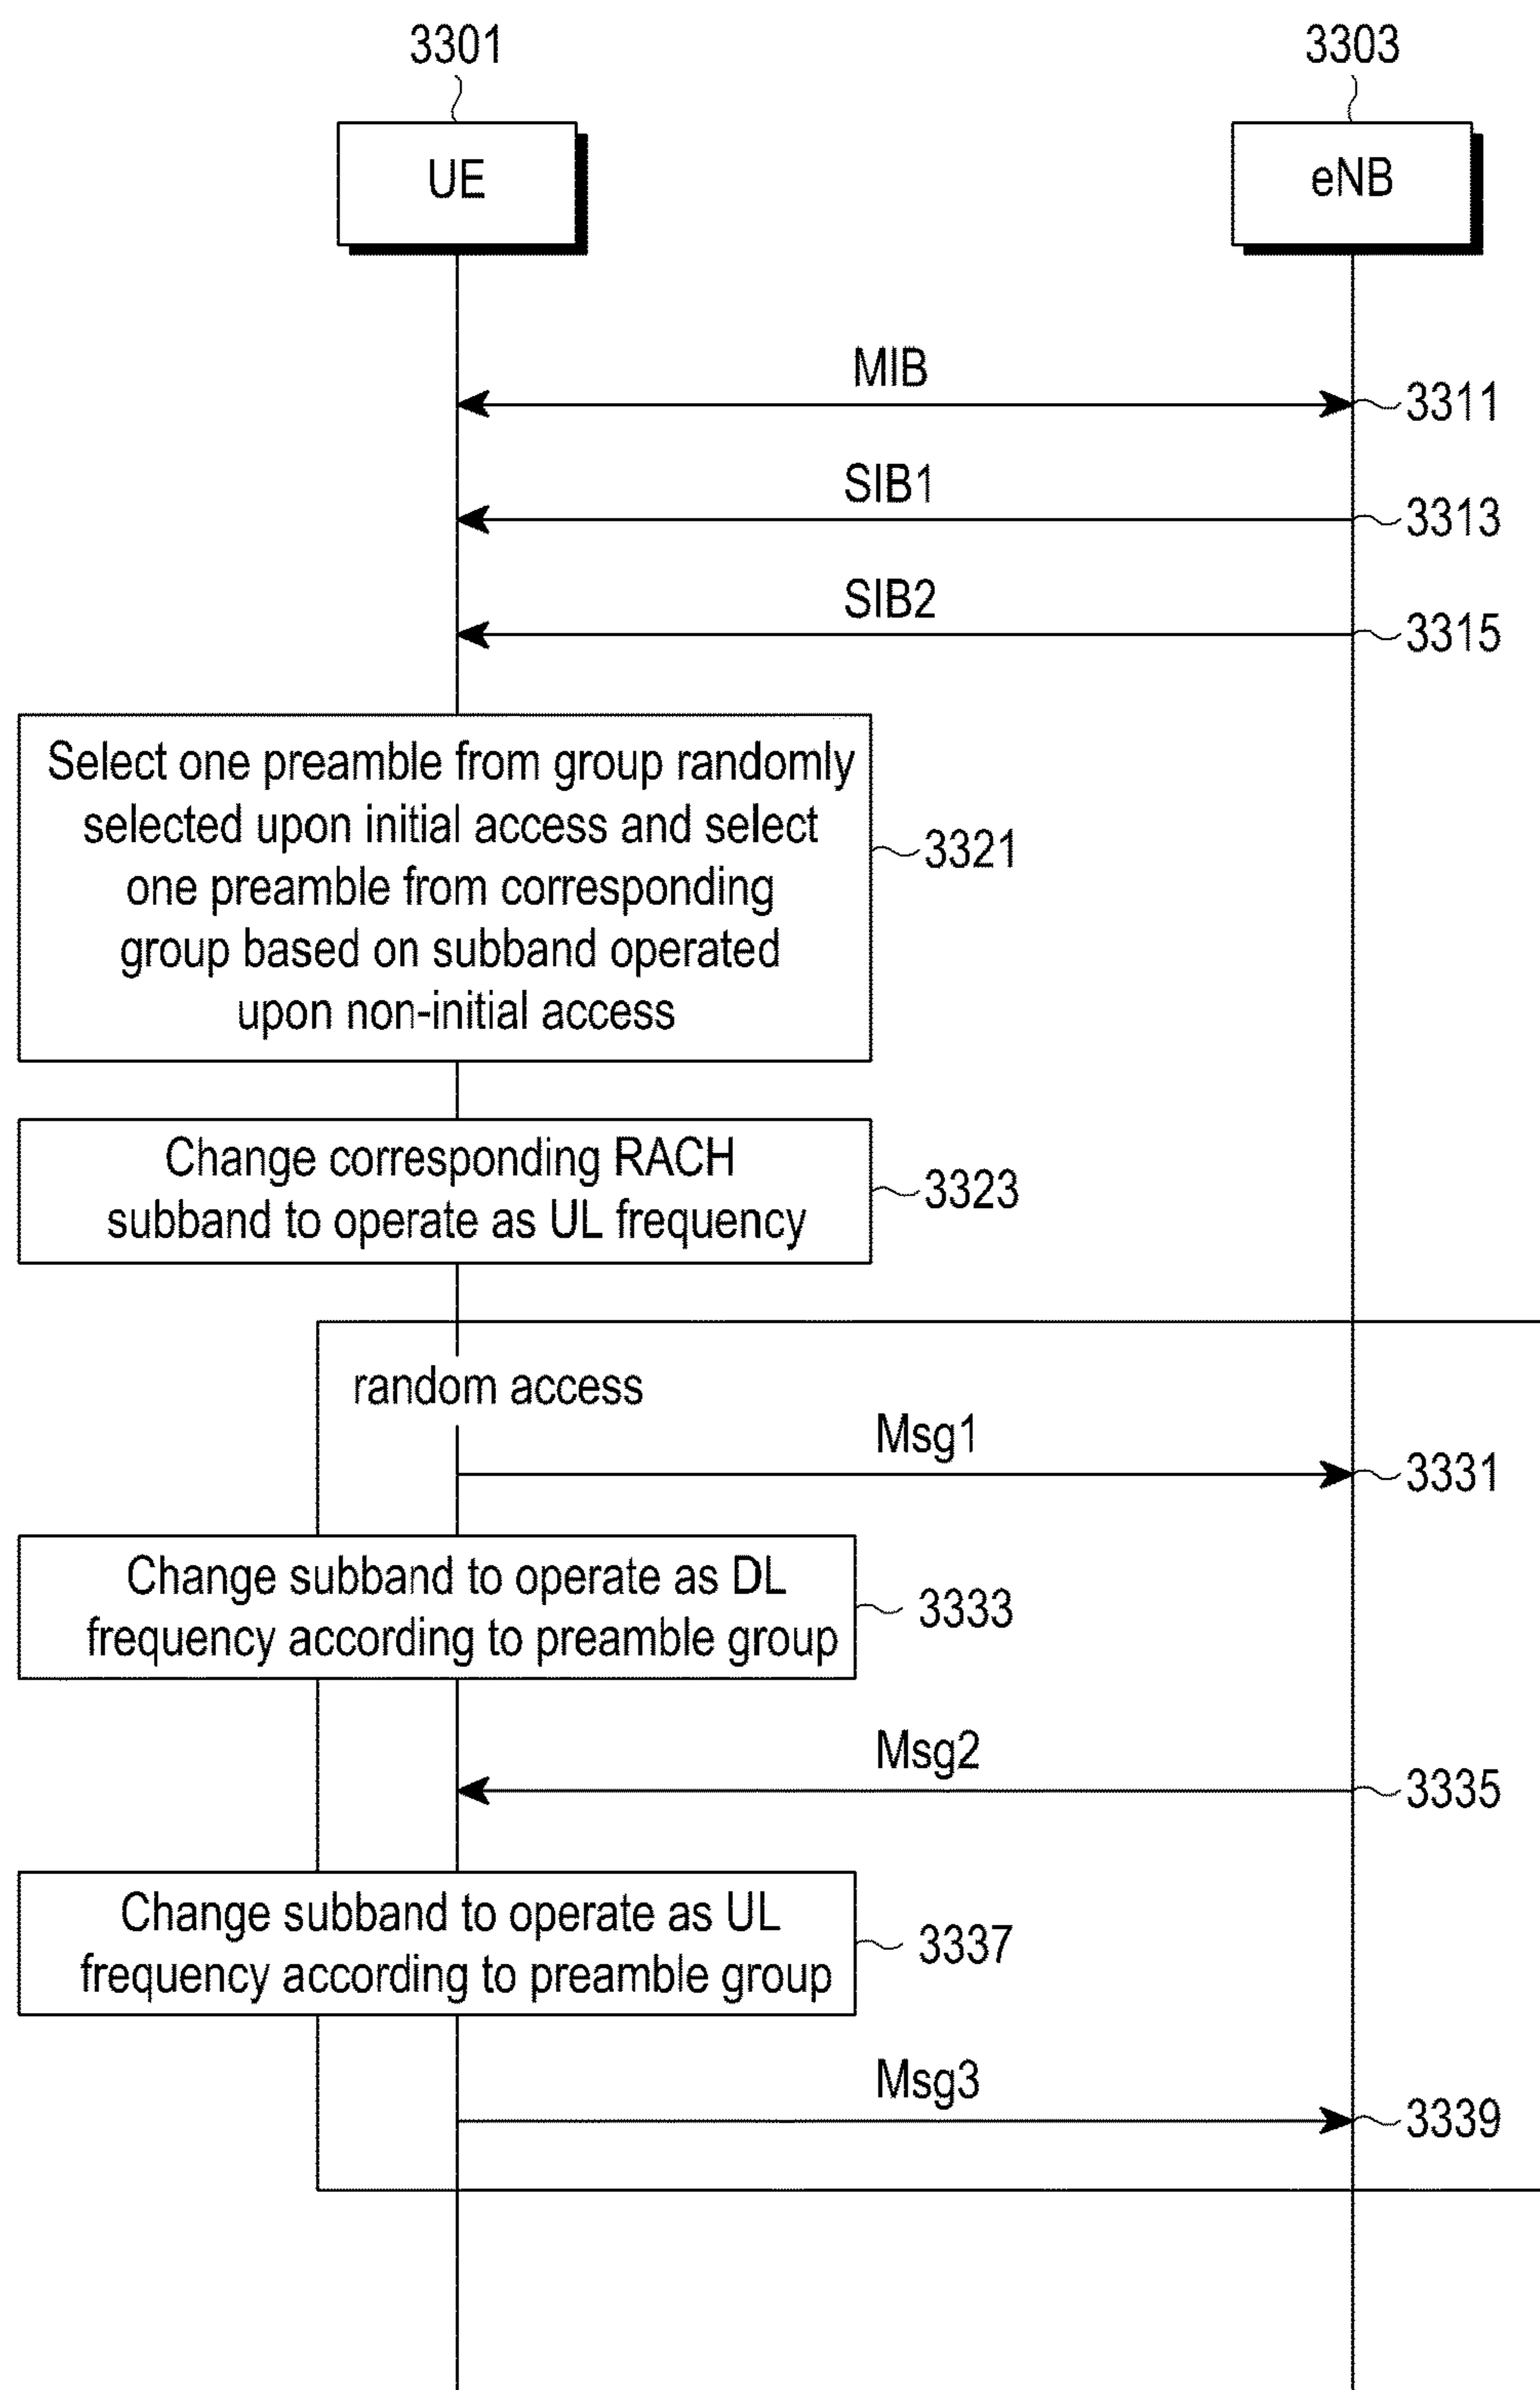 3301
3303
UE
eNB
MIB
3311
SIB1
3313
SIB2
3315
Select one preamble from group randomly
selected upon initial access and select
one preamble from corresponding
group based on subband operated
upon non-initial access
3321
Change corresponding RACH
subband to operate as UL frequency
3323
random access
Msg1
3331
Change subband to operate as DL
frequency according to preamble group
3333
Msg2
3335
Change subband to operate as UL
frequency according to preamble group
3337
Msg3
3339